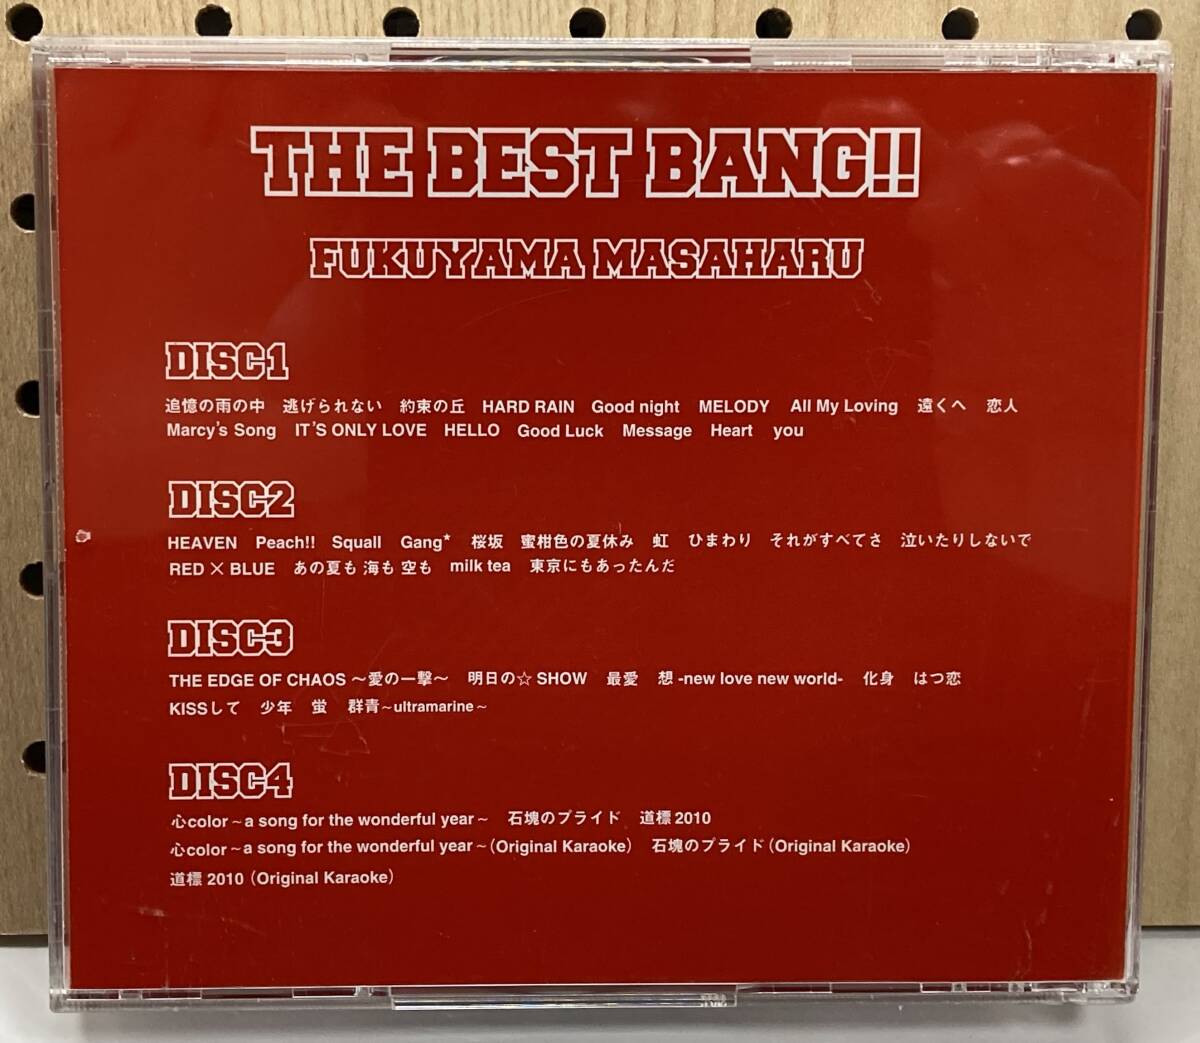 THE BEST BANG!!
FUKUYAMA MASAHARU
DISC1
追憶の雨の中 逃げられない 約束の丘 HARD RAIN Good night MELODY All My Loving 遠くへ 恋人
Marcy's Song IT'S ONLY LOVE HELLO Good Luck Message Heart you
DISC2
HEAVEN Peach!! Squall Gang* 桜坂 蜜柑色の夏休み 虹 ひまわり それがすべてさ 泣いたりしないで
RED × BLUE あの夏も 海も 空も milk tea 東京にもあったんだ
DISC3
THE EDGE OF CHAOS 〜愛の一撃〜 明日の☆SHOW 最愛 想 -new love new world- 化身 はつ恋
KISSして 少年 蛍 群青~ultramarine~
DISC4
心color ~a song for the wonderful year~ 石塊のプライド 道標 2010
心color ~a song for the wonderful year~ (Original Karaoke) 石塊のプライド (Original Karaoke)
道標 2010 (Original Karaoke)